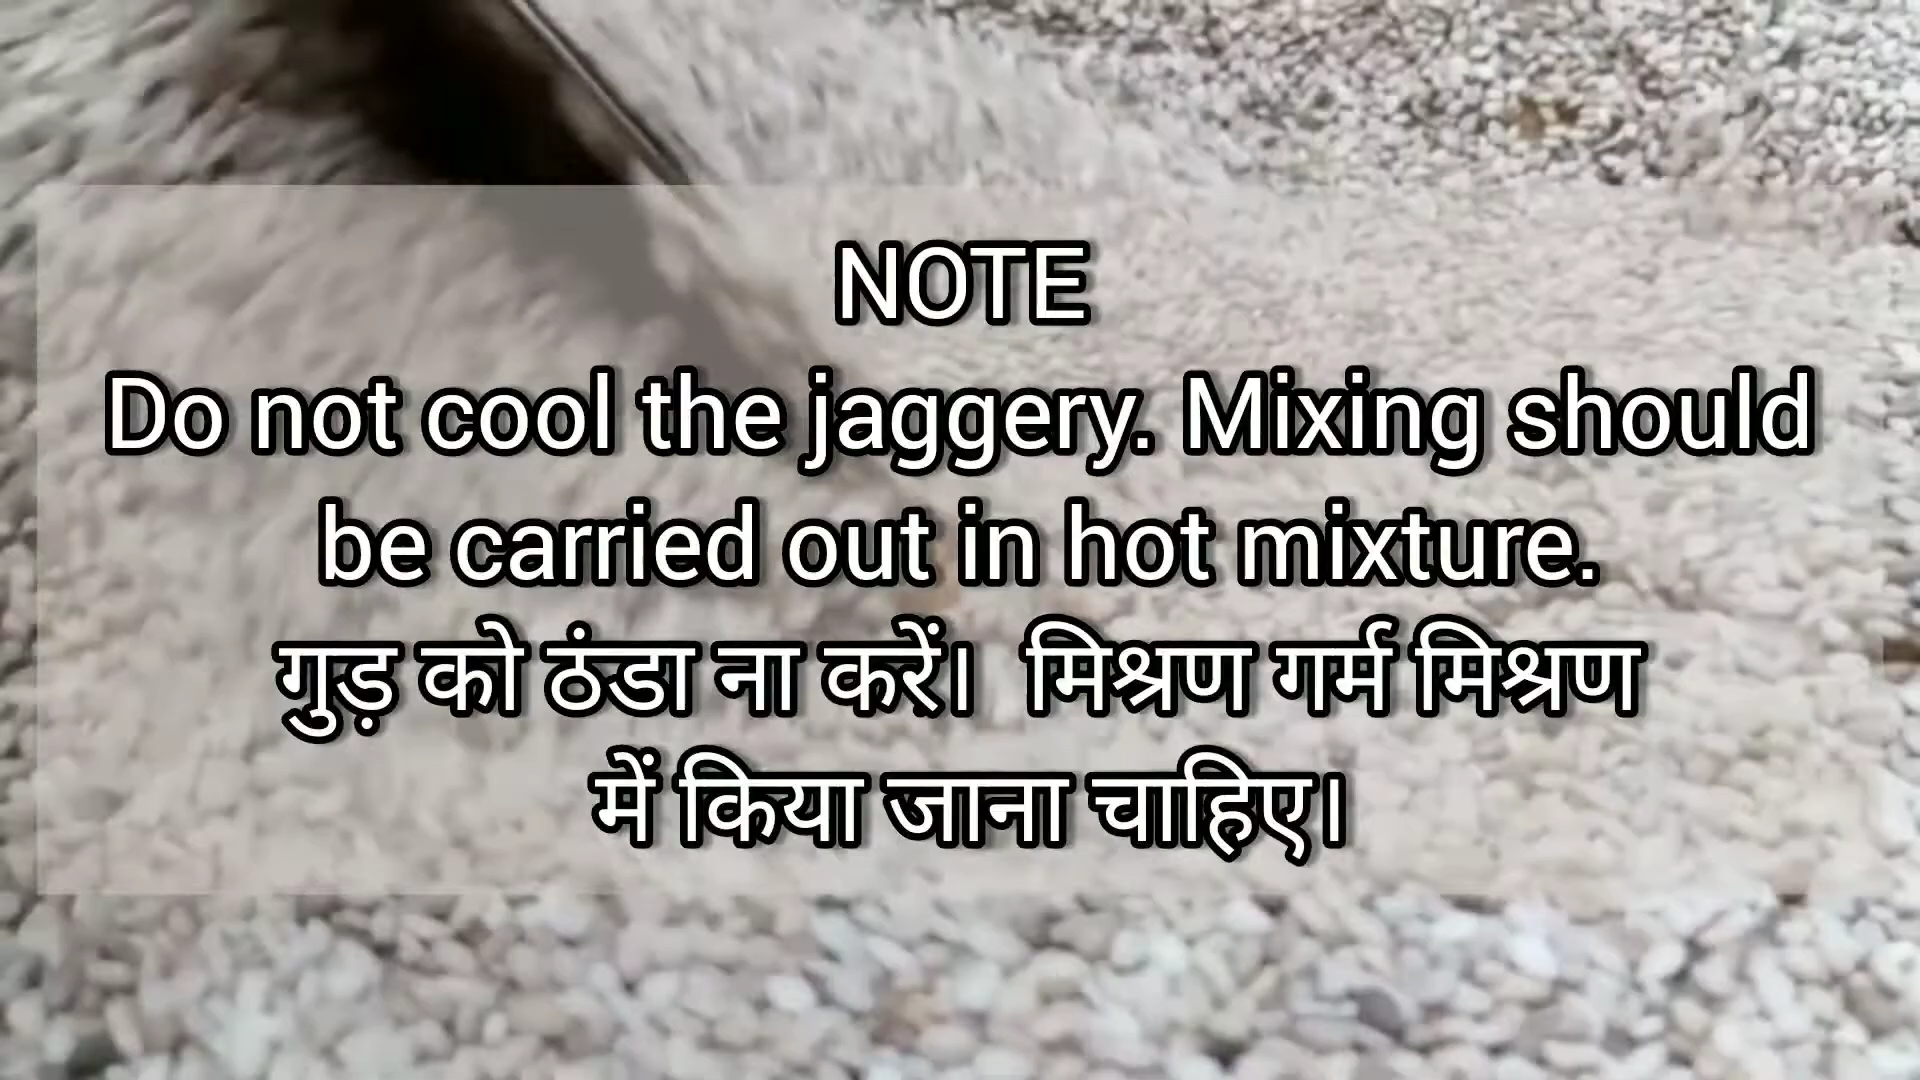 NOTE
Do not cool the jaggery. Mixing should
be carried out in hot mixture.
गुड़ को ठंडा ना करें।  मिश्रण गर्म मिश्रण
में किया जाना चाहिए।